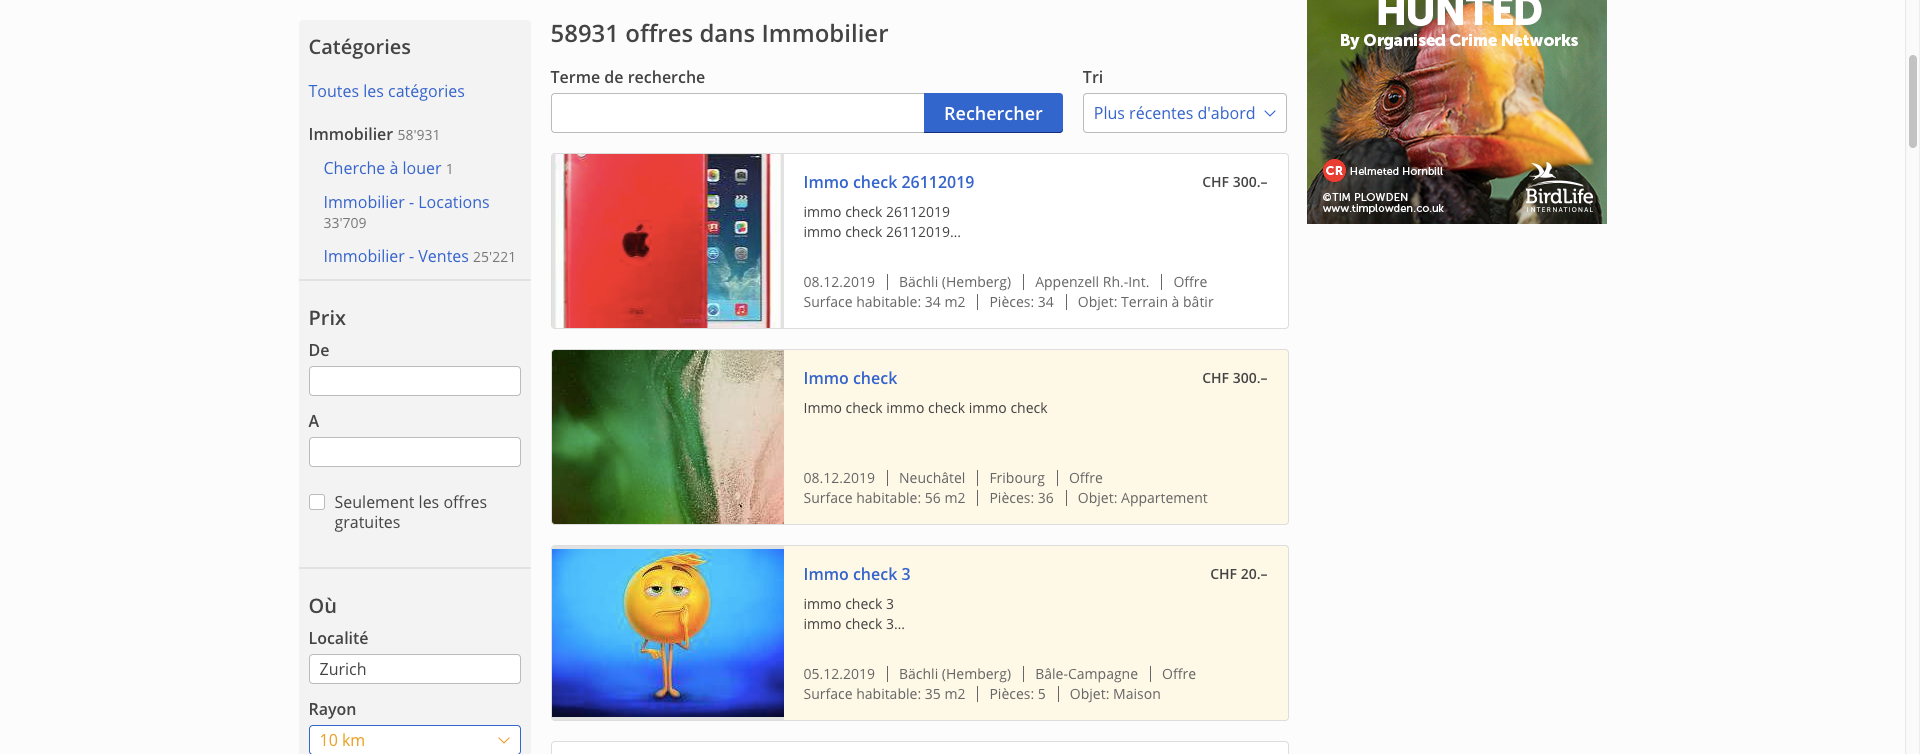 Catégories
Toutes les catégories
Immobilier 58'931
Cherche à louer 1
Immobilier - Locations
33'709
Immobilier - Ventes 25'221
Prix
De
A
Seulement les offres
gratuites
Où
Localité
Zurich
Rayon
10 km
58931 offres dans Immobilier
Terme de recherche
Rechercher
Tri
Plus récentes d'abord
Immo check 26112019
CHF 300.–
immo check 26112019
immo check 26112019...
08.12.2019 | Bächli (Hemberg) | Appenzell Rh.-Int. | Offre
Surface habitable: 34 m2 | Pièces: 34 | Objet: Terrain à bâtir
Immo check
CHF 300.–
Immo check immo check immo check
08.12.2019 | Neuchâtel | Fribourg | Offre
Surface habitable: 56 m2 | Pièces: 36 | Objet: Appartement
Immo check 3
CHF 20.–
immo check 3
immo check 3...
05.12.2019 | Bächli (Hemberg) | Bâle-Campagne | Offre
Surface habitable: 35 m2 | Pièces: 5 | Objet: Maison
HUNTED
By Organised Crime Networks
CR Helmeted Hornbill
©TIM PLOWDEN
www.timplowden.co.uk
BirdLife
INTERNATIONAL